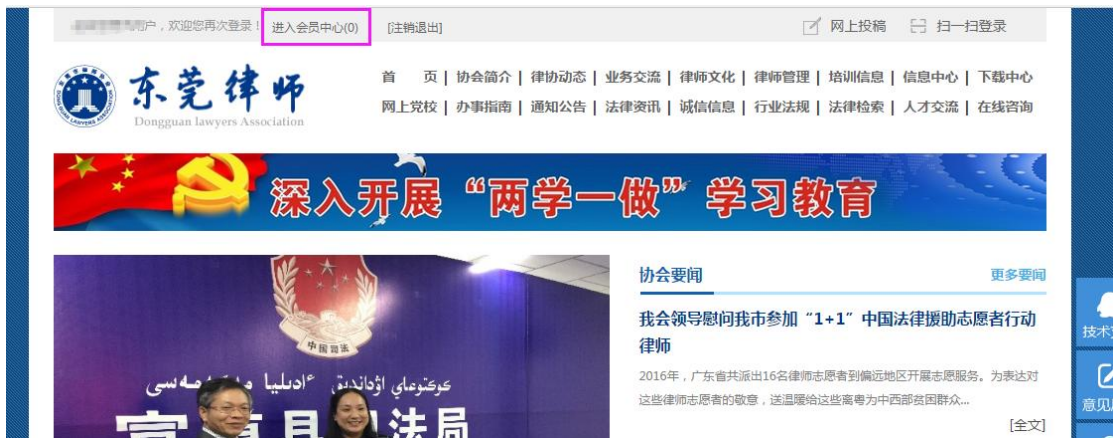 用户，欢迎您再次登录！ 进入会员中心(0) [注销退出] 网上投稿 扫一扫登录
东莞律师
Dongguan lawyers Association
DONGGUAN LAWYERS ASSOCIATION
首 页 | 协会简介 | 律协动态 | 业务交流 | 律师文化 | 律师管理 | 培训信息 | 信息中心 | 下载中心
网上党校 | 办事指南 | 通知公告 | 法律资讯 | 诚信信息 | 行业法规 | 法律检索 | 人才交流 | 在线咨询
深入开展“两学一做”学习教育
中国司法
协会要闻 更多要闻
我会领导慰问我市参加“1+1”中国法律援助志愿者行动
律师
2016年，广东省共派出16名律师志愿者到偏远地区开展志愿服务。为表达对
这些律师志愿者的敬意，送温暖给这些离粤为中西部贫困群众...
[全文]
县 法局
技术
意见